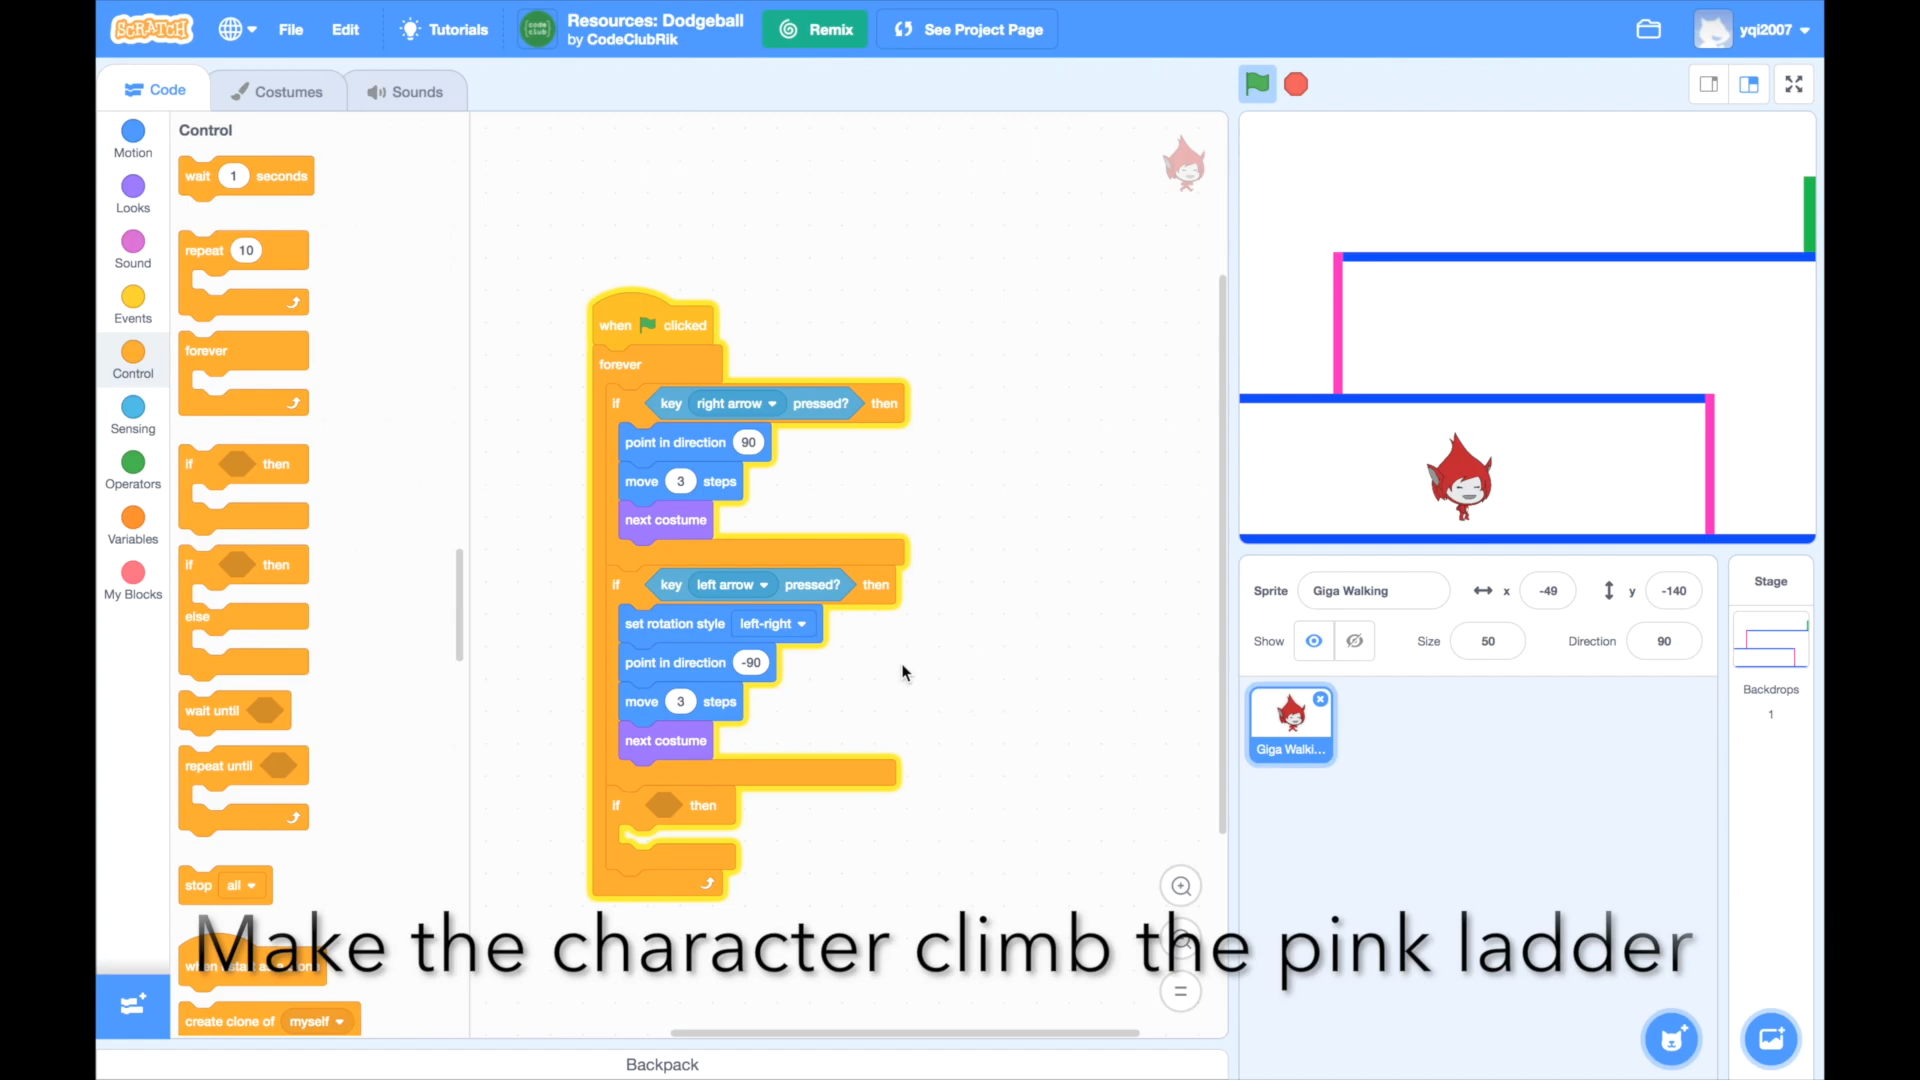 SCRATCH
File
Edit
Tutorials
code club
Resources: Dodgeball
by CodeClubRik
Remix
See Project Page
yqi2007
Code
Costumes
Sounds
Motion
Looks
Sound
Events
Control
Sensing
Operators
Variables
My Blocks
Control
wait 1 seconds
repeat 10
forever
if then
if then
else
wait until
repeat until
stop all
create clone of myself
when clicked
forever
if key right arrow pressed? then
point in direction 90
move 3 steps
next costume
if key left arrow pressed? then
set rotation style left-right
point in direction -90
move 3 steps
next costume
if then
Sprite Giga Walking x -49 y -140
Show Size 50 Direction 90
Giga Walki...
Stage
Backdrops
1
Make the character climb the pink ladder
Backpack